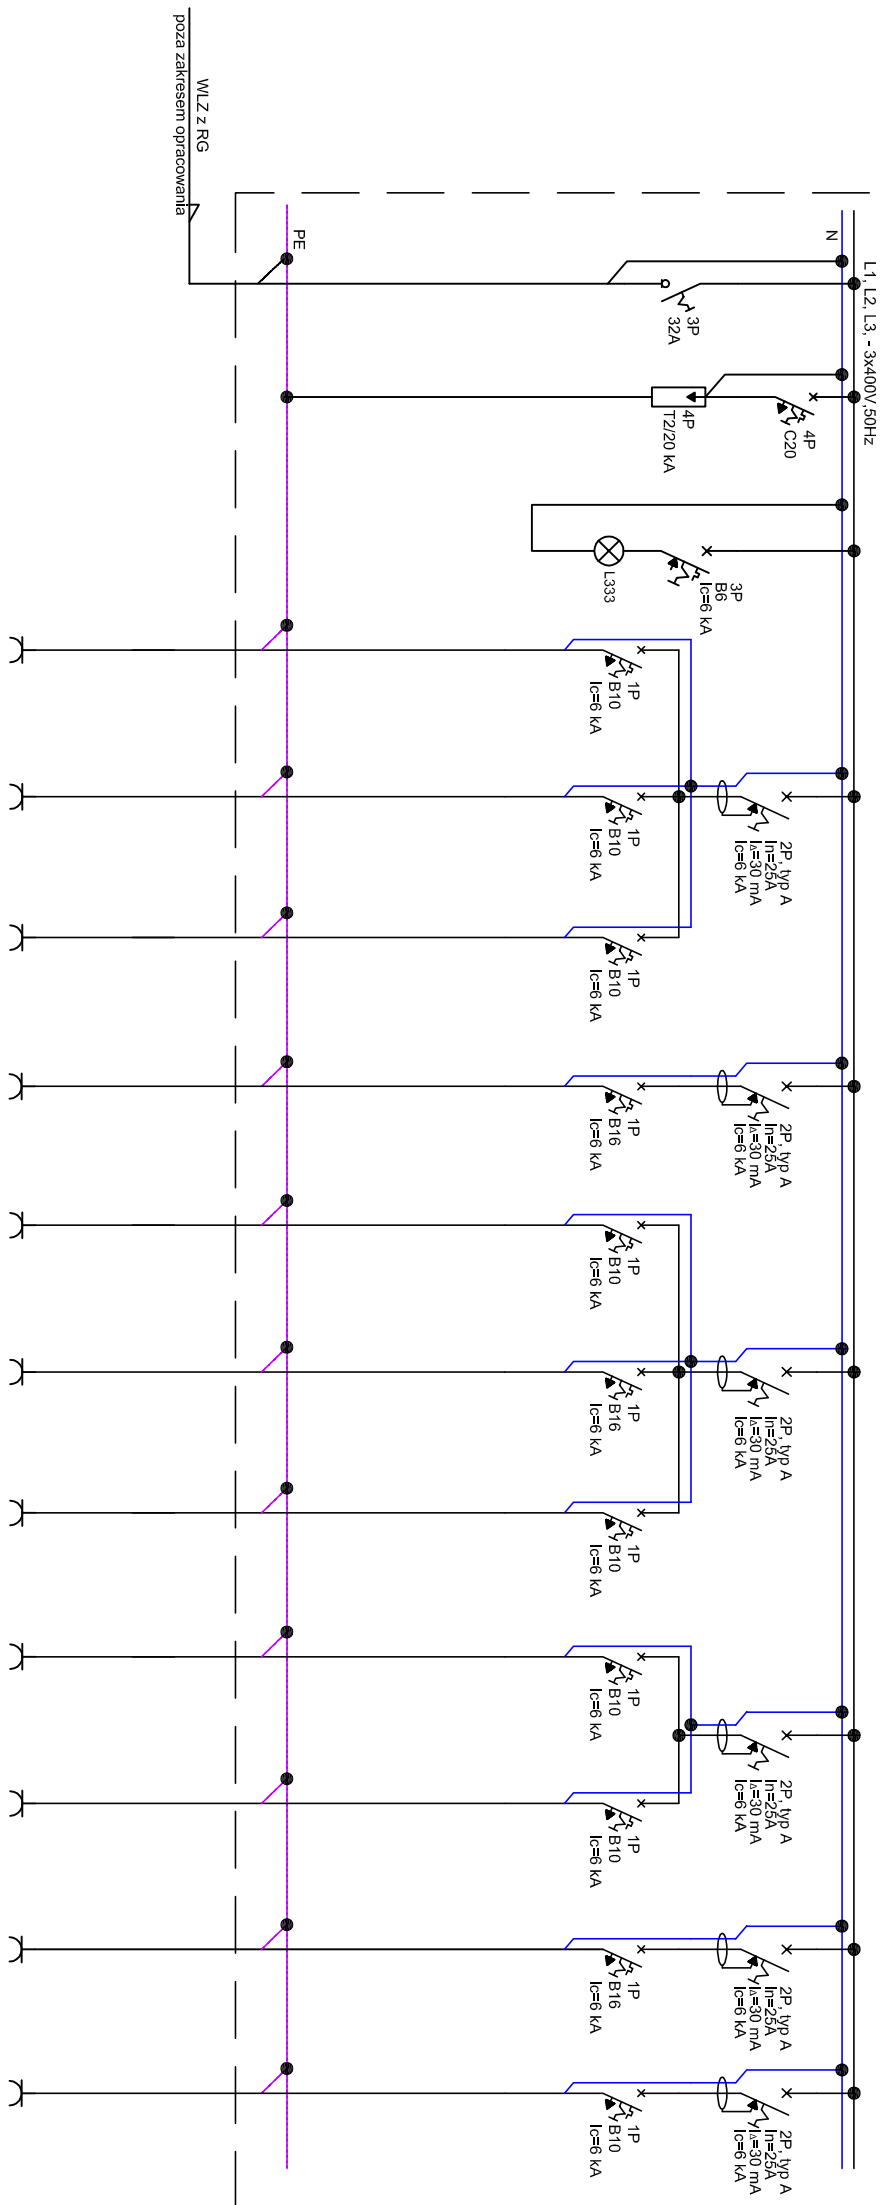 WLZ z RG
poza zakresem opracowania
PE
N
L1, L2, L3, - 3x400V,50Hz
3P
32A
4P
C20
4P
T2/20 kA
3P
B6
Ic=6 kA
L333
1P
B10
Ic=6 kA
2P, typ A
In=25A
I∆=30 mA
Ic=6 kA
1P
B10
Ic=6 kA
1P
B10
Ic=6 kA
2P, typ A
In=25A
I∆=30 mA
Ic=6 kA
1P
B16
Ic=6 kA
1P
B10
Ic=6 kA
2P, typ A
In=25A
I∆=30 mA
Ic=6 kA
1P
B16
Ic=6 kA
1P
B10
Ic=6 kA
1P
B10
Ic=6 kA
2P, typ A
In=25A
I∆=30 mA
Ic=6 kA
1P
B10
Ic=6 kA
2P, typ A
In=25A
I∆=30 mA
Ic=6 kA
1P
B16
Ic=6 kA
2P, typ A
In=25A
I∆=30 mA
Ic=6 kA
1P
B10
Ic=6 kA